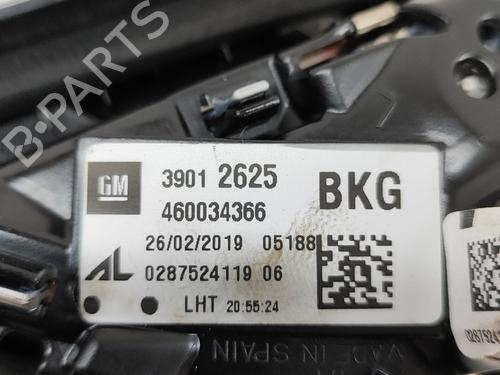 B-PARTS
GM 3901 2625 BKG
460034366
26/02/2019 05188
AL 0287524119 06
LHT 20:55:24
MADE IN SPAIN